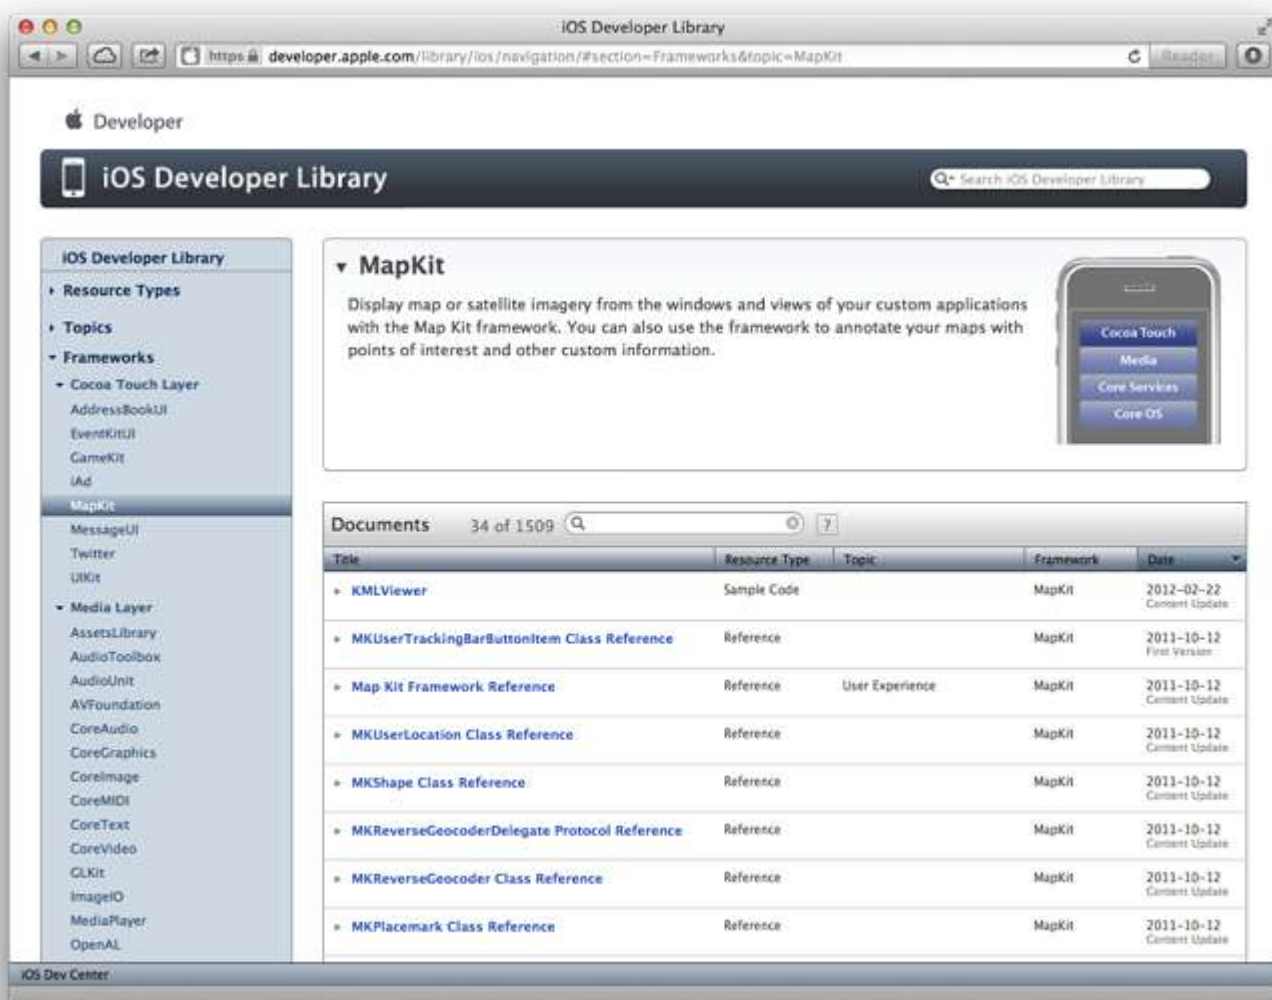 iOS Developer Library
https developer.apple.com/library/ios/navigation/#section=Frameworks&topic=MapKit
Reader
Developer
iOS Developer Library
Search iOS Developer Library
iOS Developer Library
Resource Types
Topics
Frameworks
Cocoa Touch Layer
AddressBookUI
EventKitUI
GameKit
iAd
MapKit
MessageUI
Twitter
UIKit
Media Layer
AssetsLibrary
AudioToolbox
AudioUnit
AVFoundation
CoreAudio
CoreGraphics
CoreImage
CoreMIDI
CoreText
CoreVideo
GLKit
ImageIO
MediaPlayer
OpenAL
MapKit
Display map or satellite imagery from the windows and views of your custom applications
with the Map Kit framework. You can also use the framework to annotate your maps with
points of interest and other custom information.
Cocoa Touch
Media
Core Services
Core OS
Documents 34 of 1509 ?
Title Resource Type Topic Framework Date
KMLViewer Sample Code MapKit 2012-02-22
Content Update
MKUserTrackingBarButtonItem Class Reference Reference MapKit 2011-10-12
First Version
Map Kit Framework Reference Reference User Experience MapKit 2011-10-12
Content Update
MKUserLocation Class Reference Reference MapKit 2011-10-12
Content Update
MKShape Class Reference Reference MapKit 2011-10-12
Content Update
MKReverseGeocoderDelegate Protocol Reference Reference MapKit 2011-10-12
Content Update
MKReverseGeocoder Class Reference Reference MapKit 2011-10-12
Content Update
MKPlacemark Class Reference Reference MapKit 2011-10-12
Content Update
iOS Dev Center